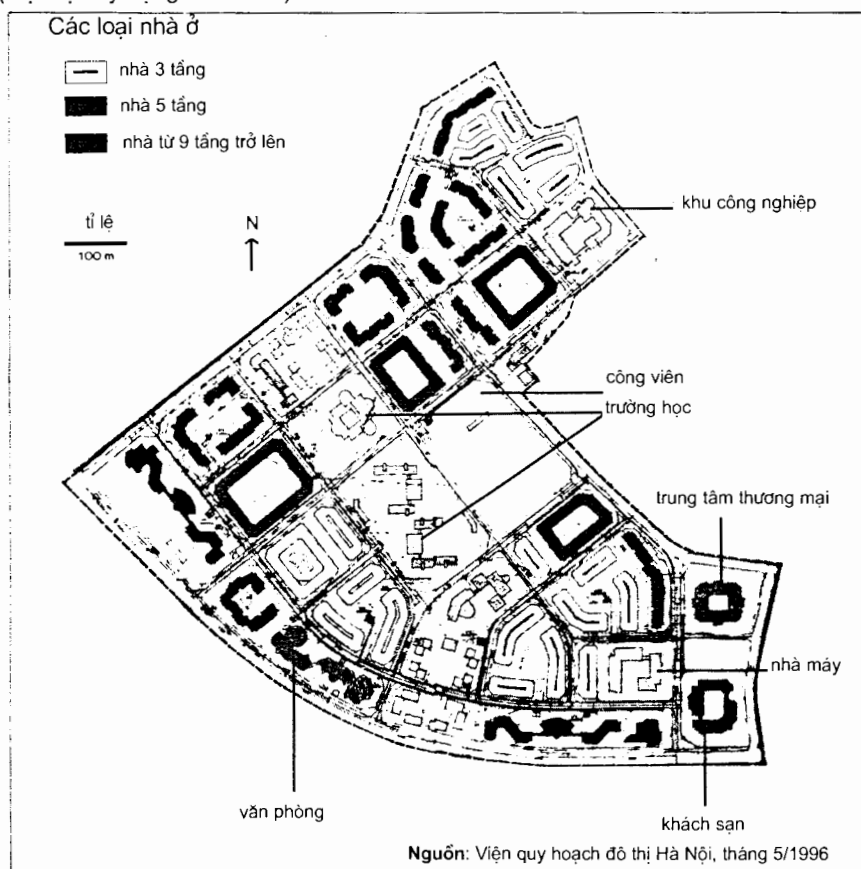 Các loại nhà ở
nhà 3 tầng
nhà 5 tầng
nhà từ 9 tầng trở lên
tỉ lệ
100 m
N
khu công nghiệp
công viên
trường học
trung tâm thương mại
nhà máy
văn phòng
khách sạn
Nguồn: Viện quy hoạch đô thị Hà Nội, tháng 5/1996